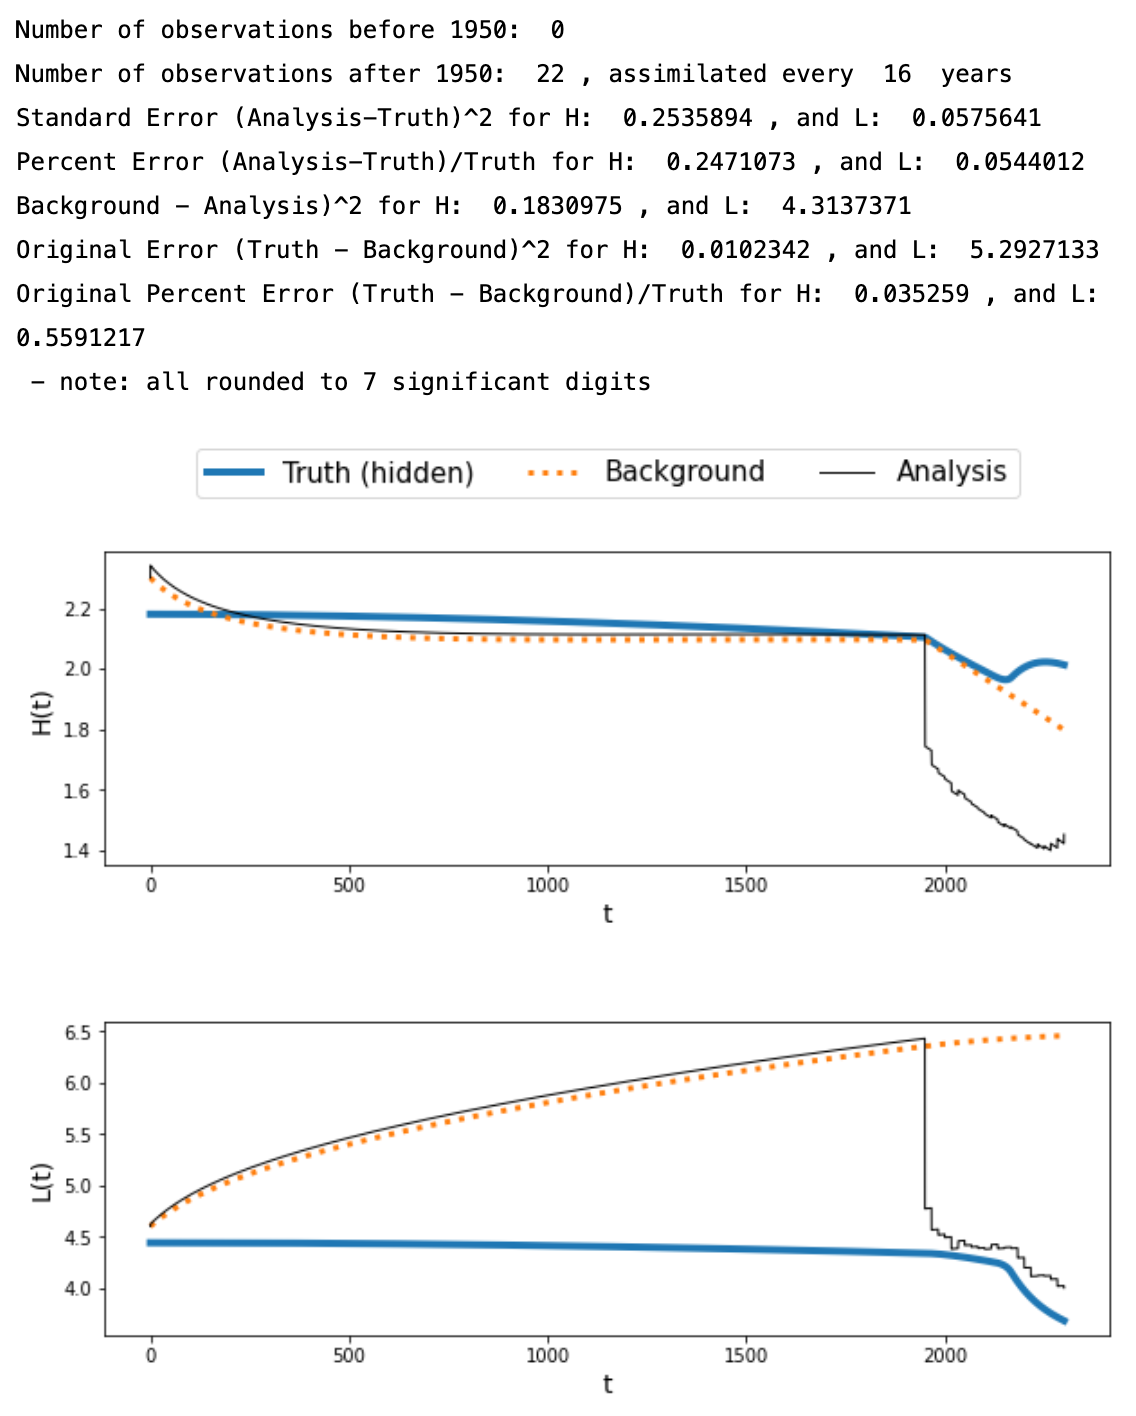 Number of observations before 1950:  0
Number of observations after 1950:  22 , assimilated every  16  years
Standard Error (Analysis-Truth)^2 for H:  0.2535894 , and L:  0.0575641
Percent Error (Analysis-Truth)/Truth for H:  0.2471073 , and L:  0.0544012
Background - Analysis)^2 for H:  0.1830975 , and L:  4.3137371
Original Error (Truth - Background)^2 for H:  0.0102342 , and L:  5.2927133
Original Percent Error (Truth - Background)/Truth for H:  0.035259 , and L:
0.5591217
 - note: all rounded to 7 significant digits
Truth (hidden) Background Analysis
2.2
2.0
1.8
1.6
1.4
H(t)
0 500 1000 1500 2000
t
6.5
6.0
5.5
5.0
4.5
4.0
L(t)
0 500 1000 1500 2000
t